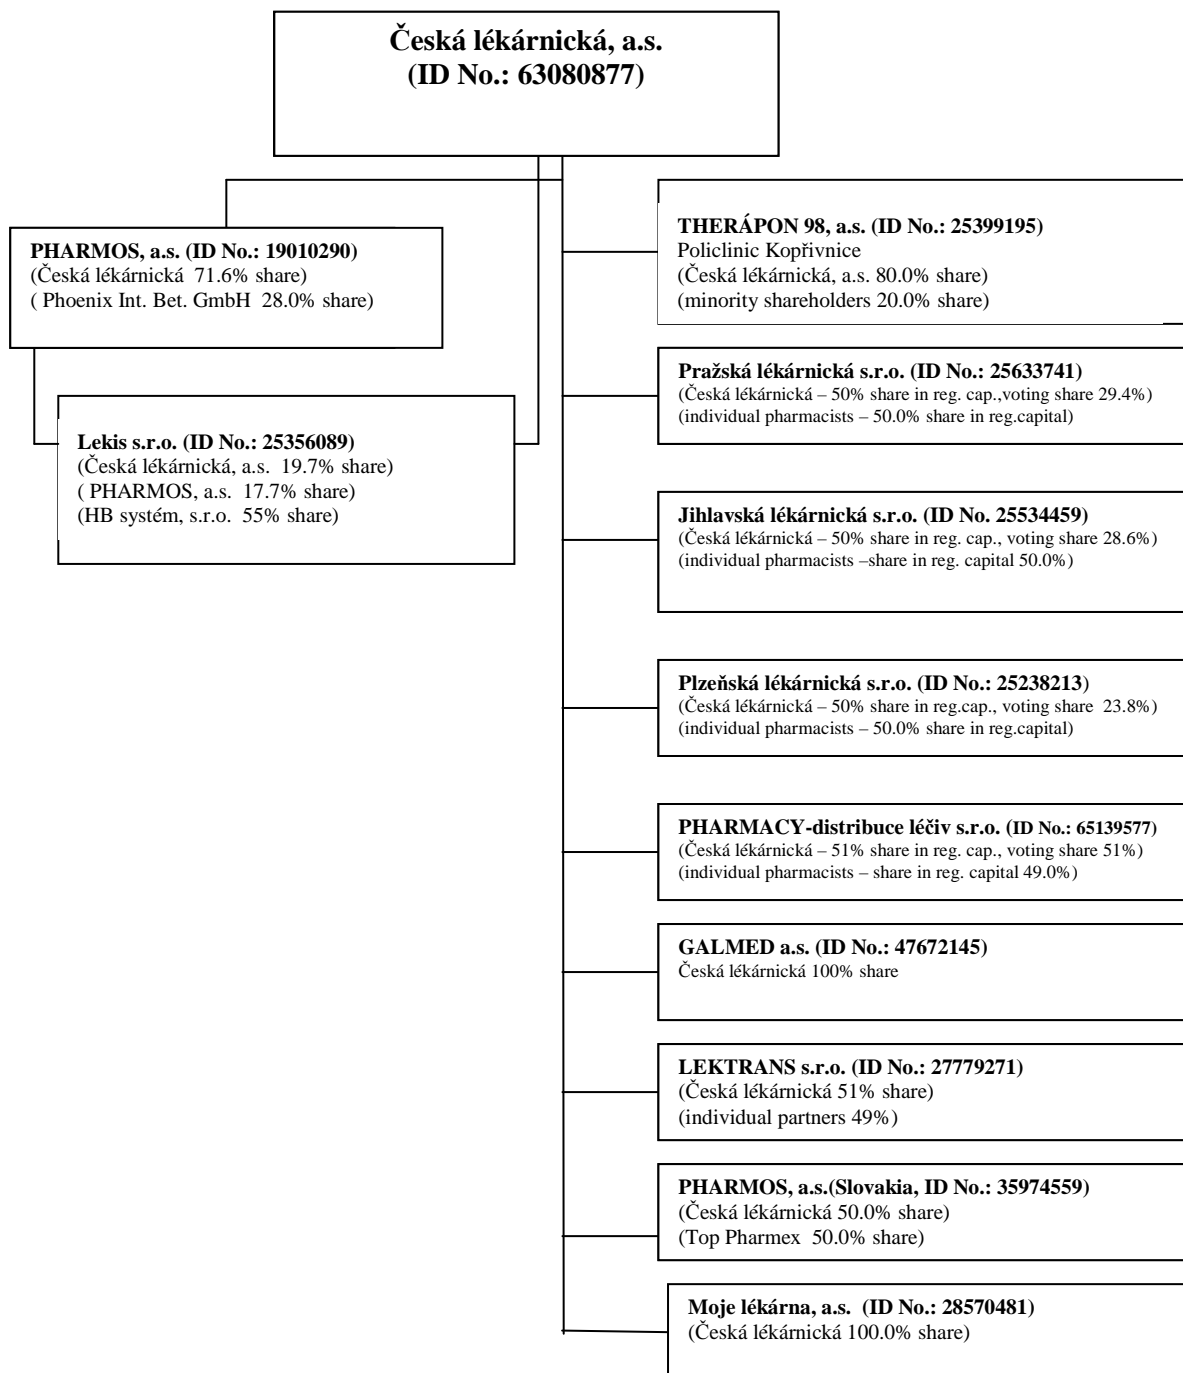 Česká lékárnická, a.s.
(ID No.: 63080877)
PHARMOS, a.s. (ID No.: 19010290)
(Česká lékárnická 71.6% share)
( Phoenix Int. Bet. GmbH 28.0% share)
Lekis s.r.o. (ID No.: 25356089)
(Česká lékárnická, a.s. 19.7% share)
( PHARMOS, a.s. 17.7% share)
(HB systém, s.r.o. 55% share)
THERÁPON 98, a.s. (ID No.: 25399195)
Policlinic Kopřivnice
(Česká lékárnická, a.s. 80.0% share)
(minority shareholders 20.0% share)
Pražská lékárnická s.r.o. (ID No.: 25633741)
(Česká lékárnická – 50% share in reg. cap.,voting share 29.4%)
(individual pharmacists – 50.0% share in reg.capital)
Jihlavská lékárnická s.r.o. (ID No. 25534459)
(Česká lékárnická – 50% share in reg. cap., voting share 28.6%)
(individual pharmacists –share in reg. capital 50.0%)
Plzeňská lékárnická s.r.o. (ID No.: 25238213)
(Česká lékárnická – 50% share in reg.cap., voting share 23.8%)
(individual pharmacists – 50.0% share in reg.capital)
PHARMACY-distribuce léčiv s.r.o. (ID No.: 65139577)
(Česká lékárnická – 51% share in reg. cap., voting share 51%)
(individual pharmacists – share in reg. capital 49.0%)
GALMED a.s. (ID No.: 47672145)
Česká lékárnická 100% share
LEKTRANS s.r.o. (ID No.: 27779271)
(Česká lékárnická 51% share)
(individual partners 49%)
PHARMOS, a.s.(Slovakia, ID No.: 35974559)
(Česká lékárnická 50.0% share)
(Top Pharmex 50.0% share)
Moje lékárna, a.s. (ID No.: 28570481)
(Česká lékárnická 100.0% share)